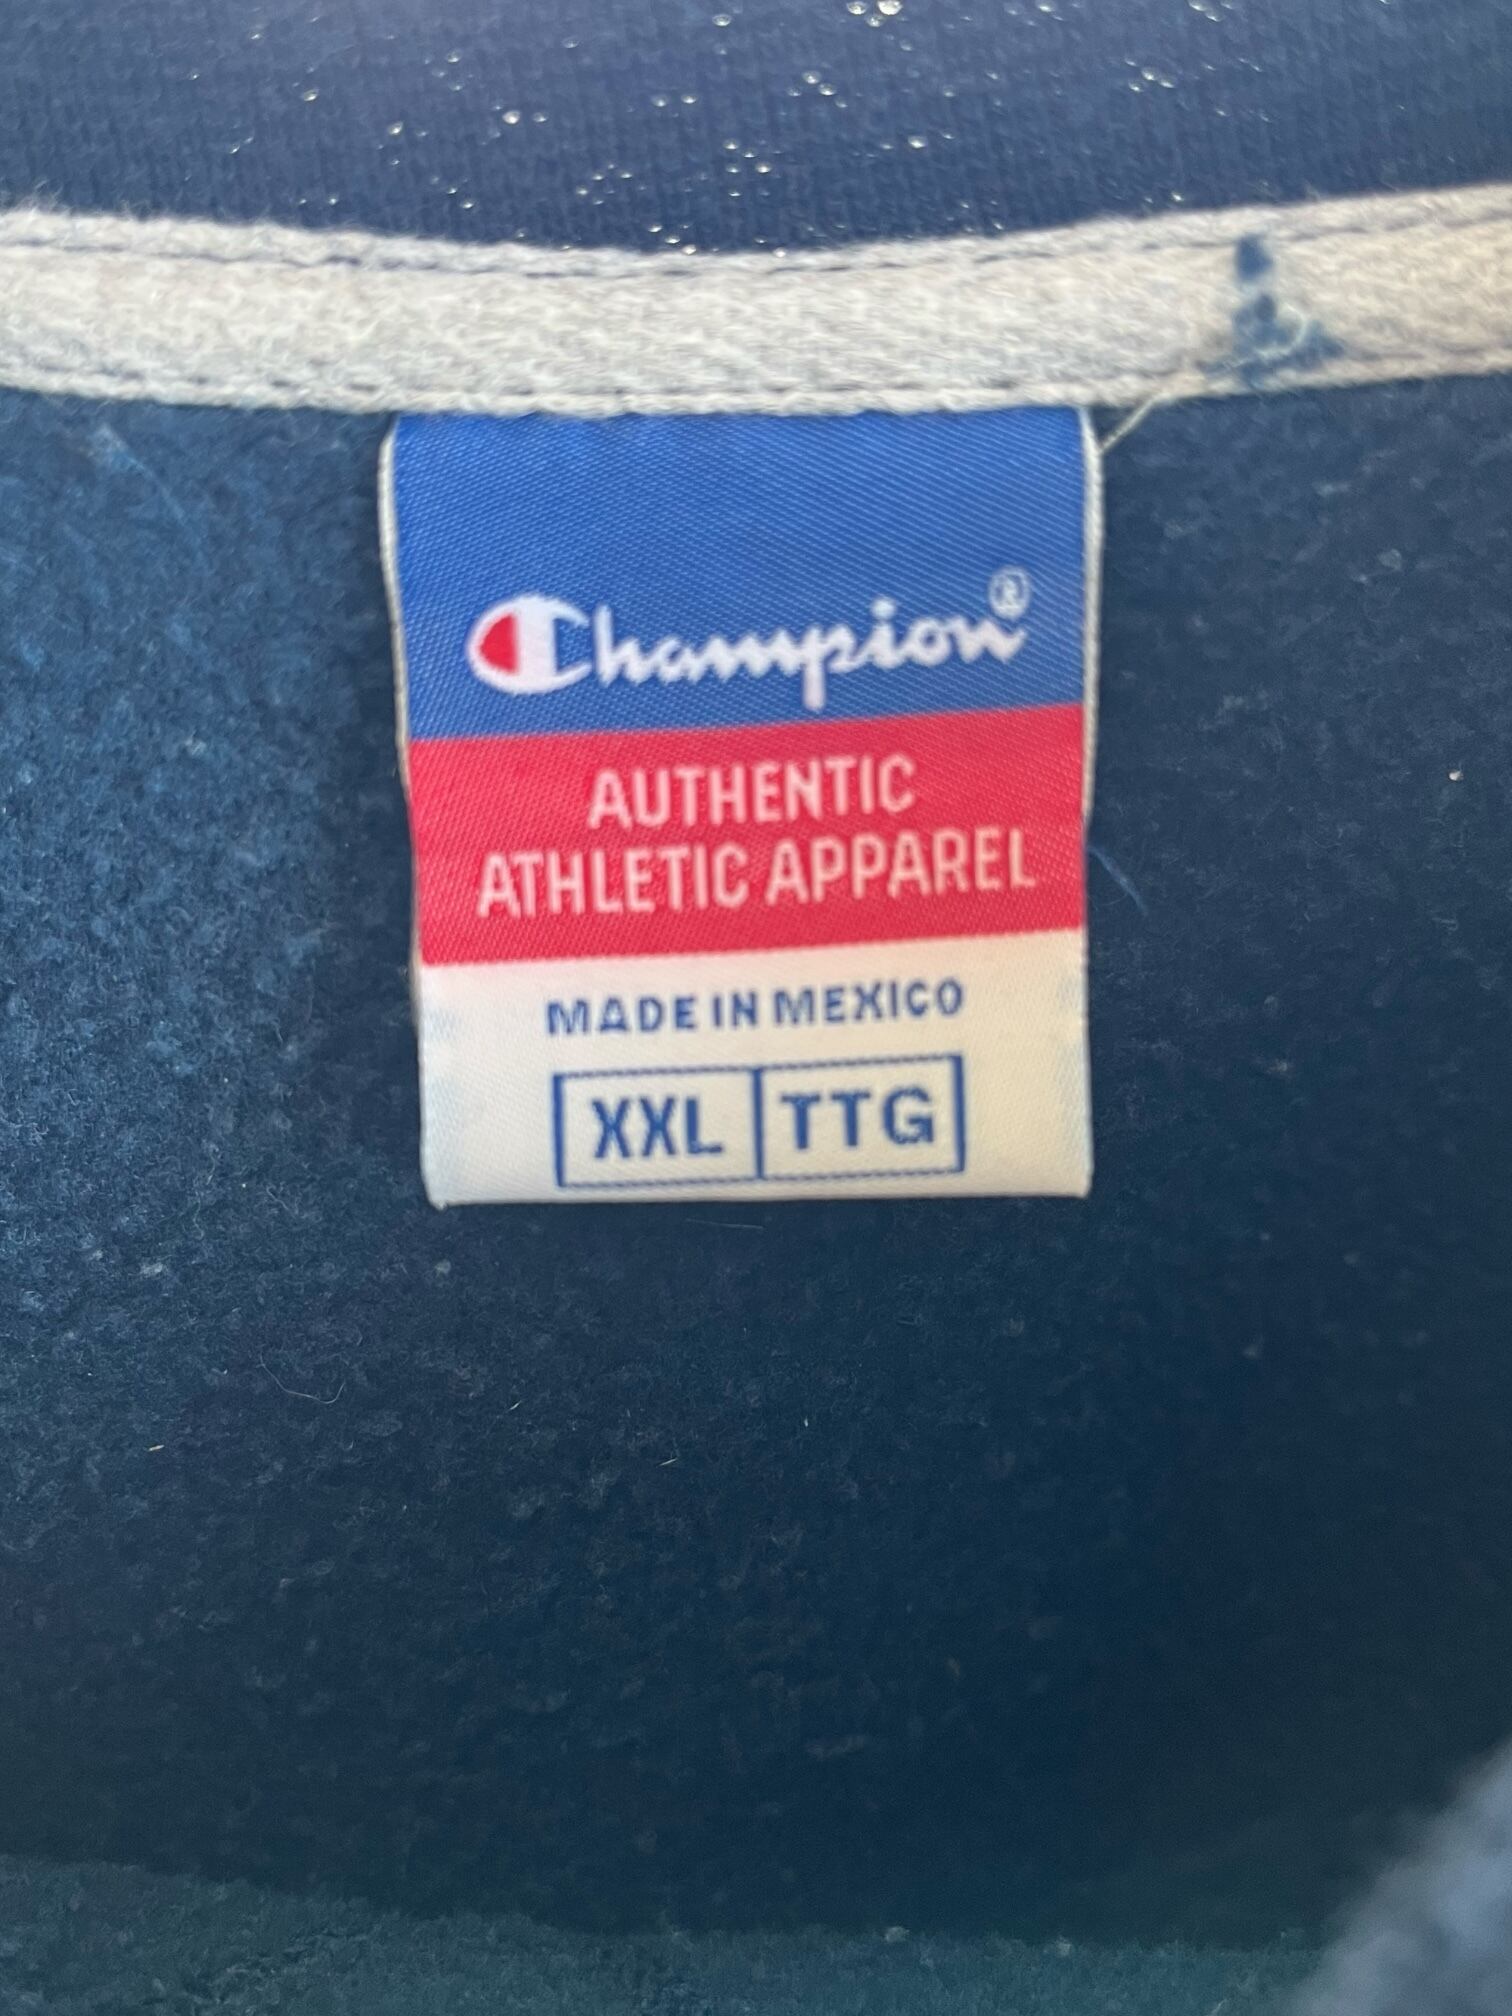 Champion®
AUTHENTIC
ATHLETIC APPAREL
MADE IN MEXICO
XXL TTG